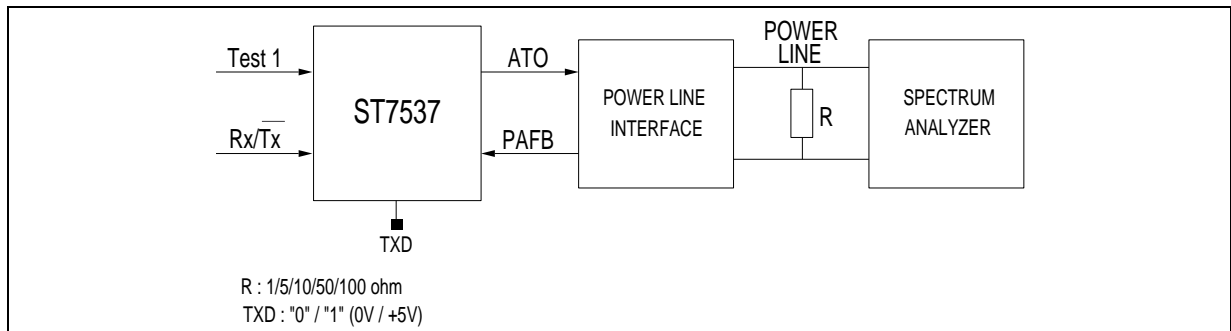 Test 1
Rx/Tx
ST7537
TXD
ATO
PAFB
POWER LINE
INTERFACE
POWER
LINE
R
SPECTRUM
ANALYZER
R : 1/5/10/50/100 ohm
TXD : "0" / "1" (0V / +5V)